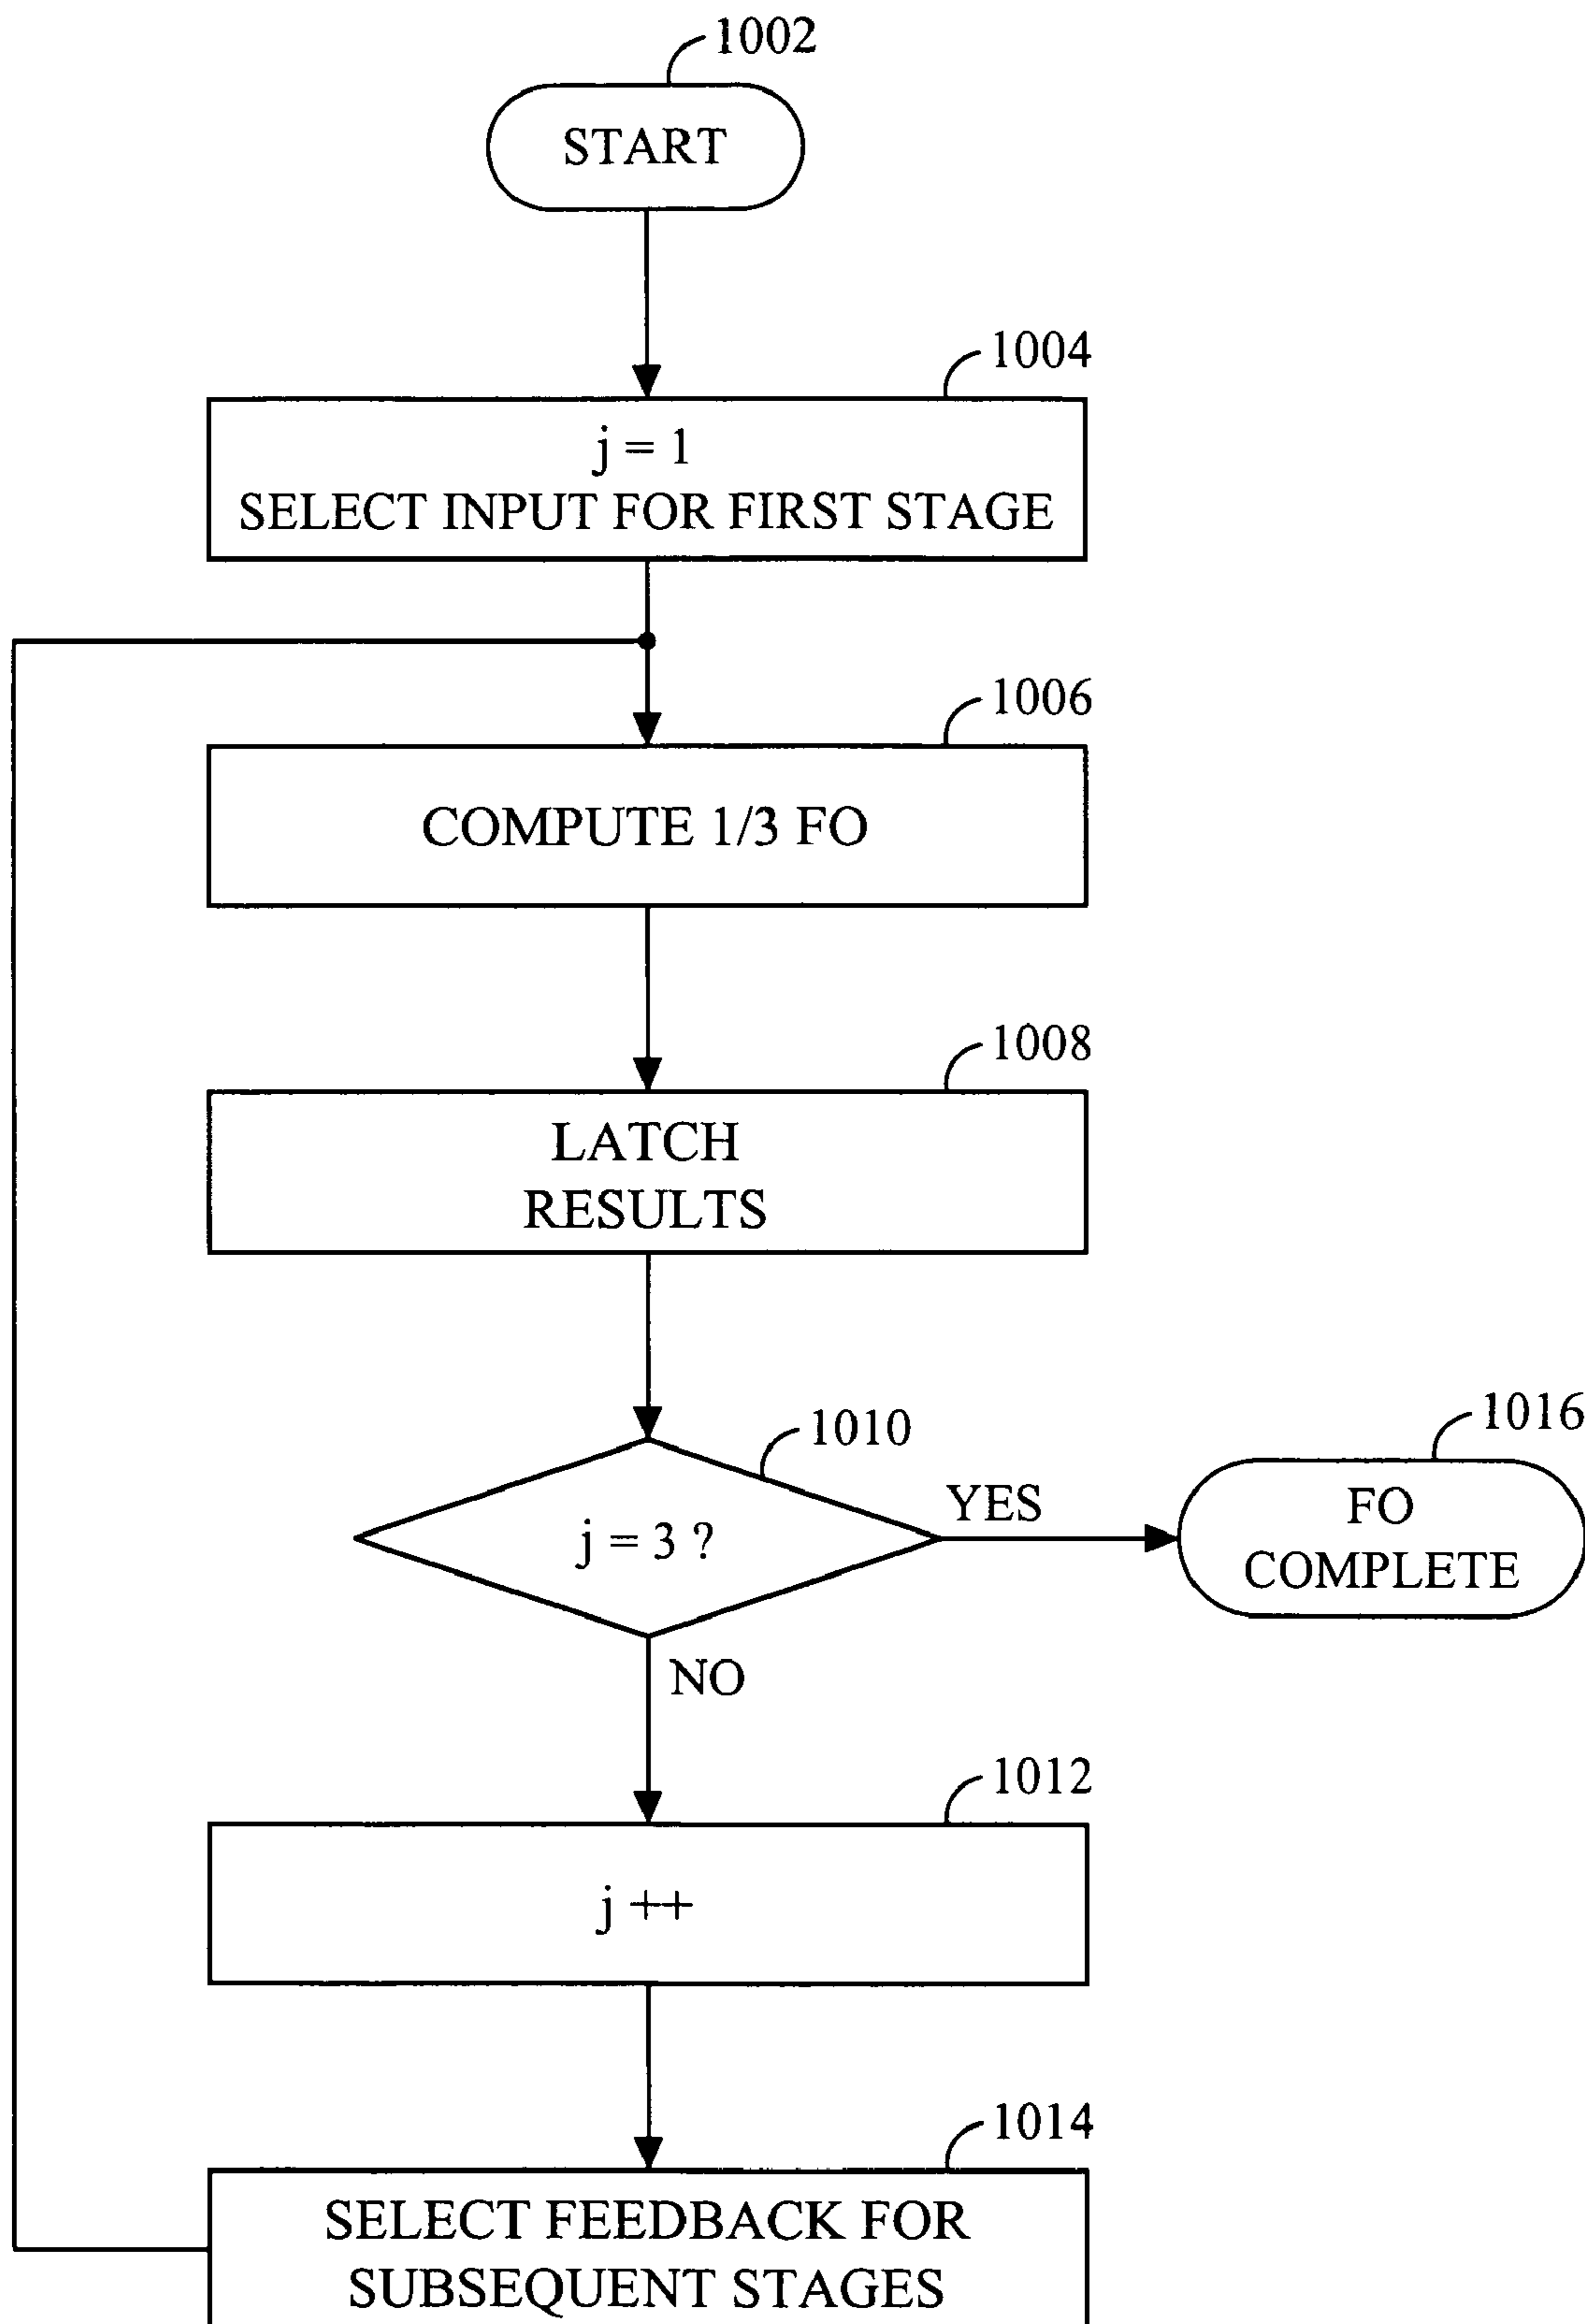 1002
START
1004
j = 1
SELECT INPUT FOR FIRST STAGE
1006
COMPUTE 1/3 FO
1008
LATCH
RESULTS
1010
j = 3 ?
YES
1016
FO
COMPLETE
NO
1012
j ++
1014
SELECT FEEDBACK FOR
SUBSEQUENT STAGES